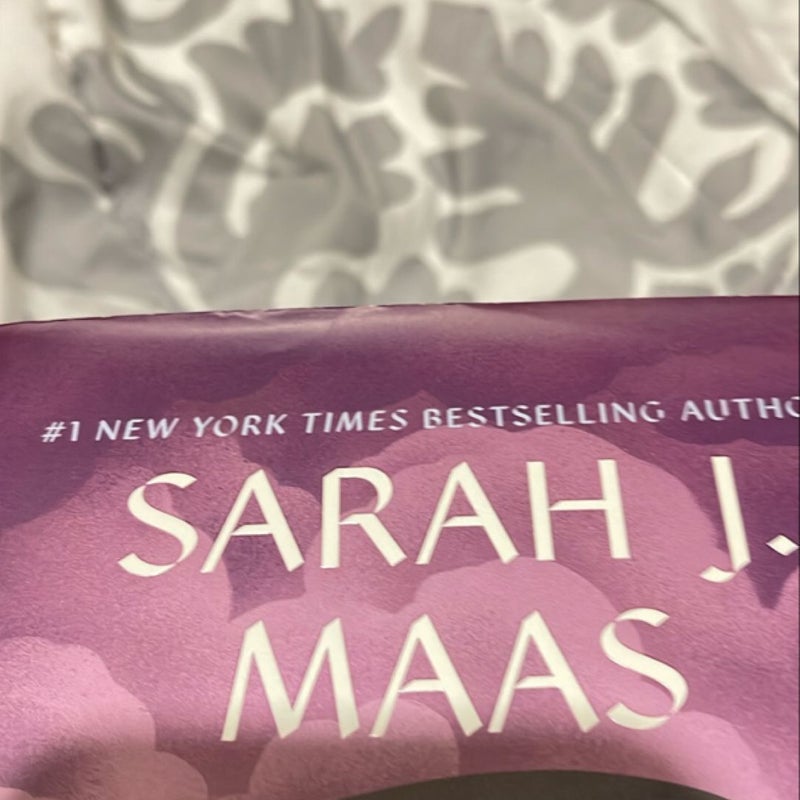 #1 NEW YORK TIMES BESTSELLING AUTHO
SARAH J.
MAAS